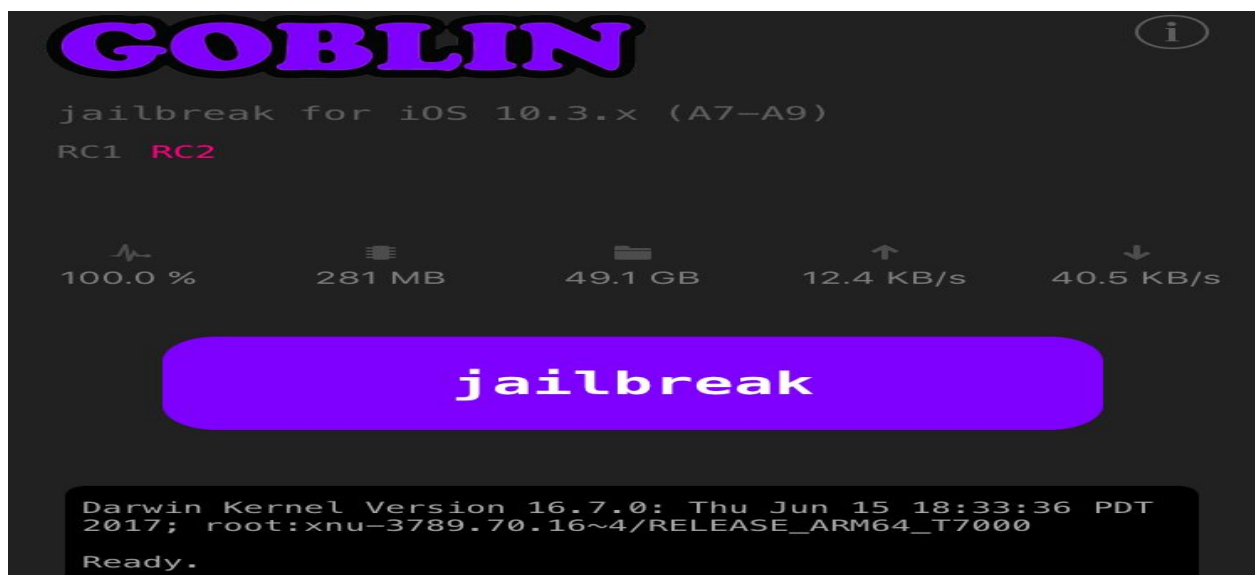 GOBLIN
i
jailbreak for iOS 10.3.x (A7–A9)
RC1 RC2
100.0 % 281 MB 49.1 GB 12.4 KB/s 40.5 KB/s
jailbreak
Darwin Kernel Version 16.7.0: Thu Jun 15 18:33:36 PDT
2017; root:xnu–3789.70.16~4/RELEASE_ARM64_T7000
Ready.